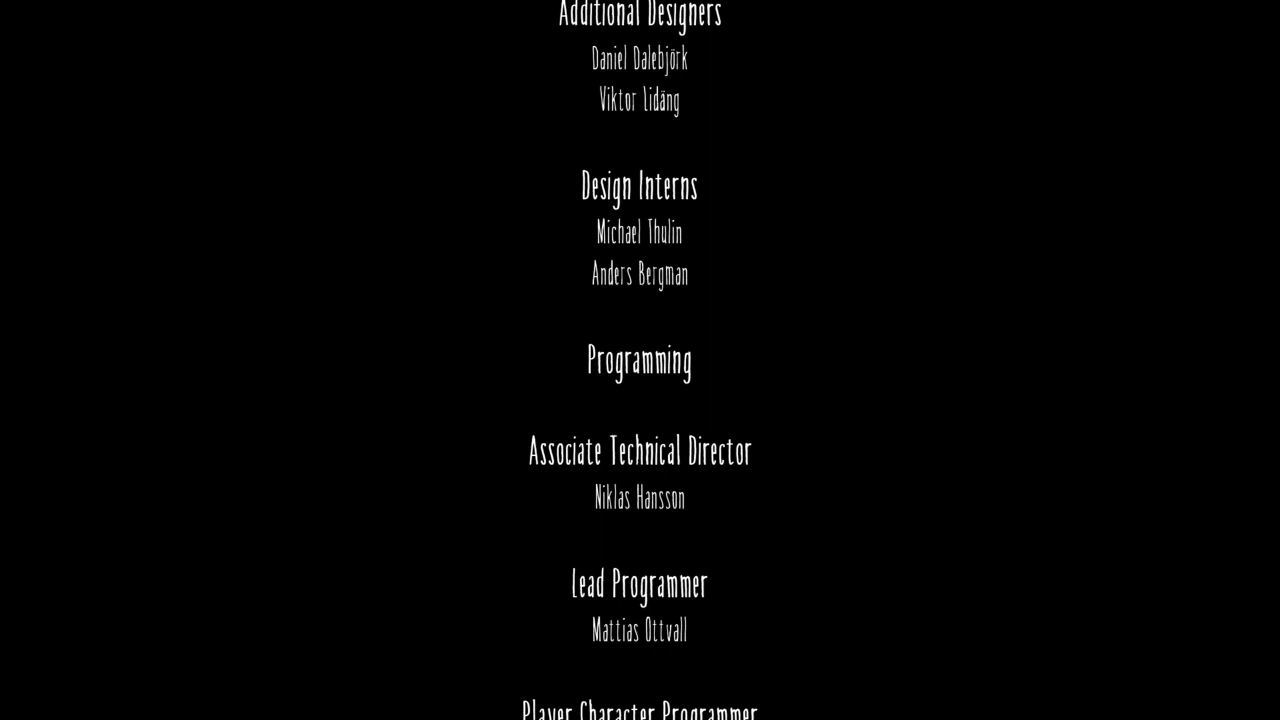 Additional Designers
Daniel Dalebjörk
Viktor Lidäng
Design Interns
Michael Thulin
Anders Bergman
Programming
Associate Technical Director
Niklas Hansson
Lead Programmer
Mattias Ottvall
Player Character Programmer